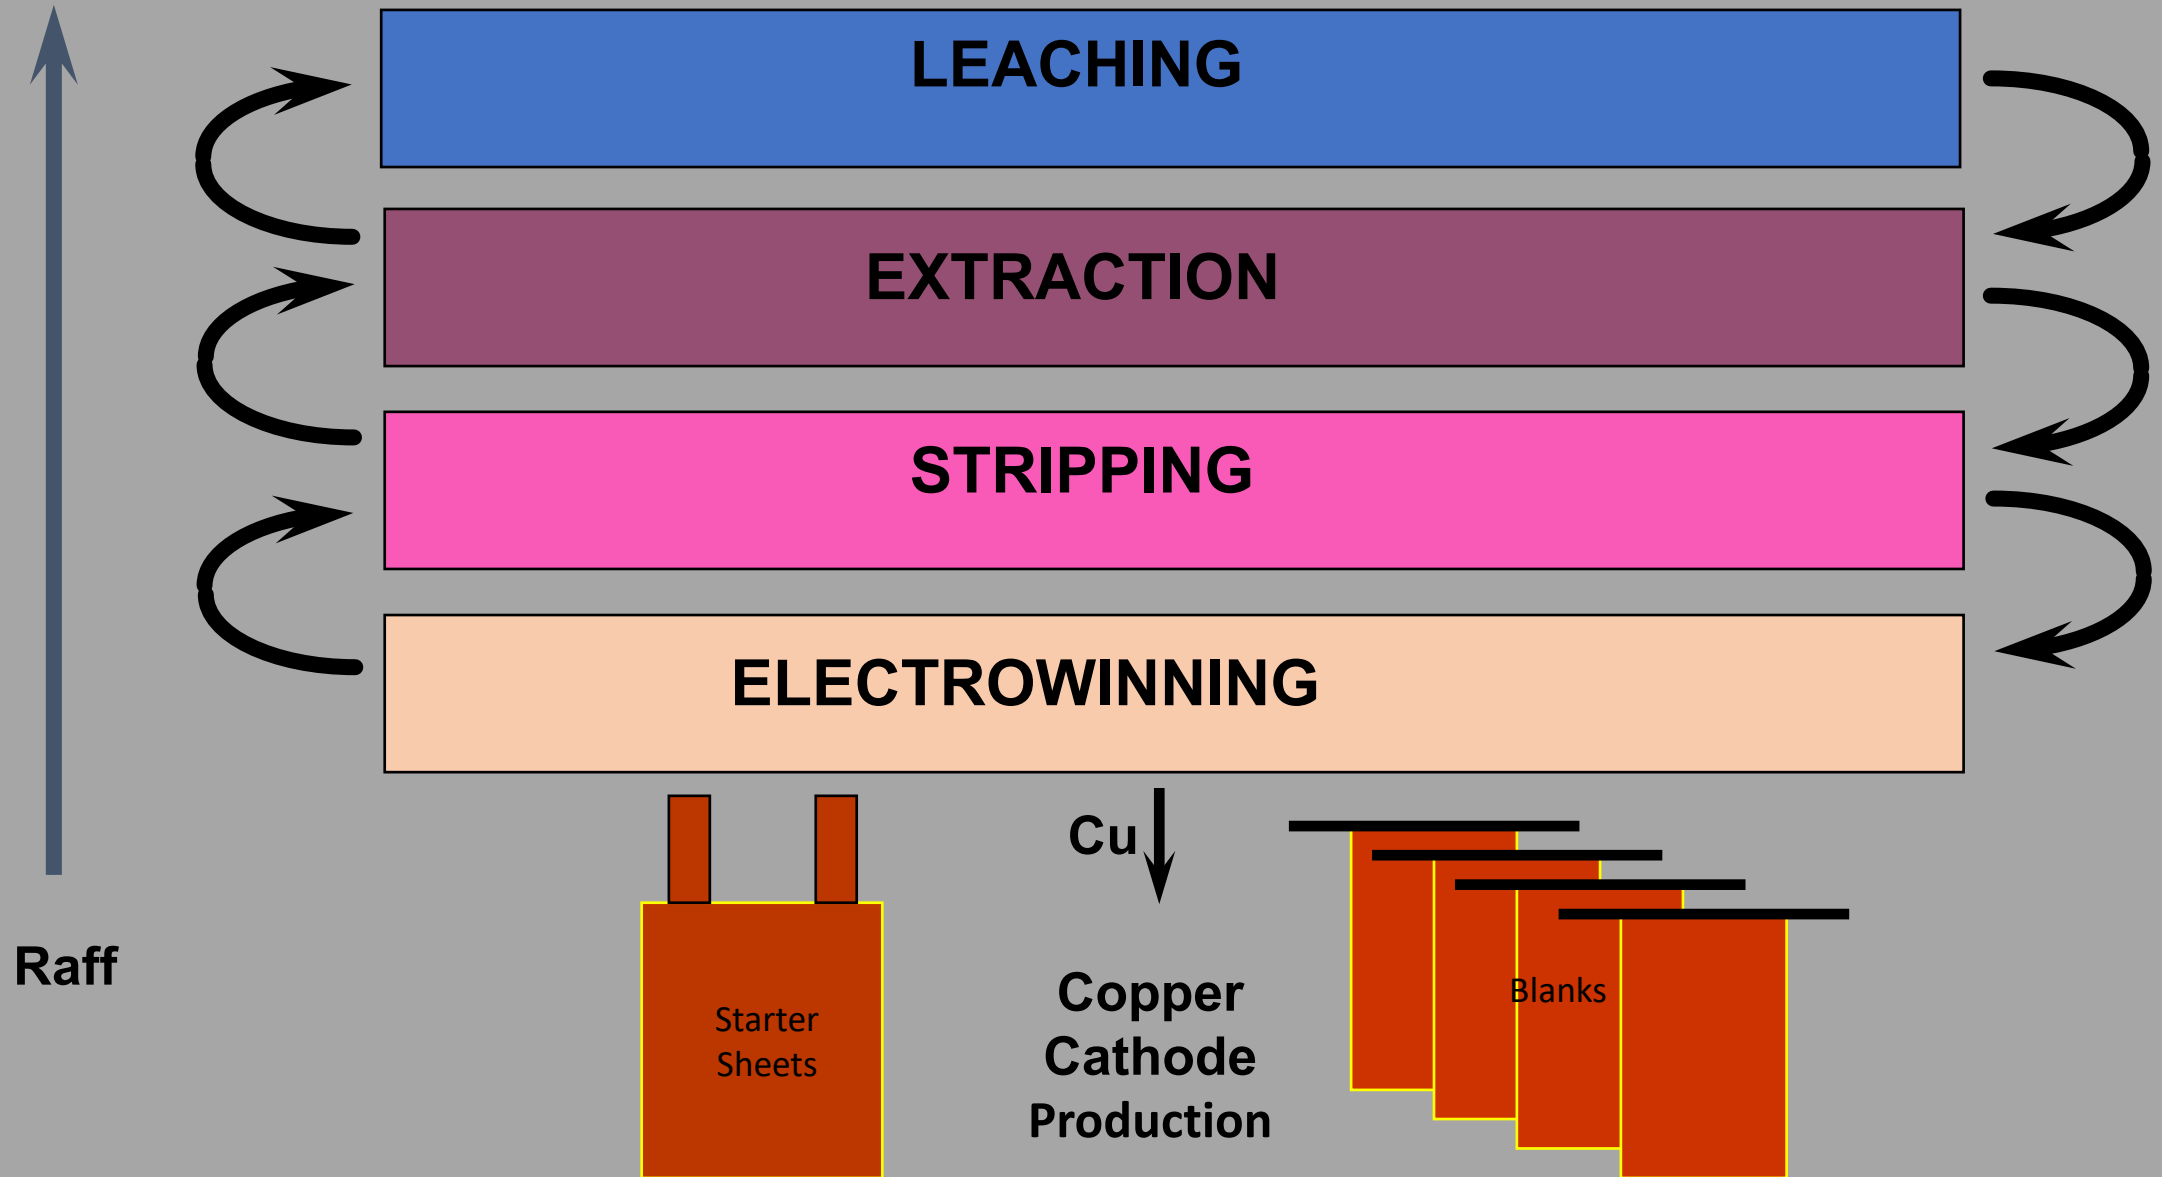 LEACHING
EXTRACTION
STRIPPING
ELECTROWINNING
Cu
Raff
Starter
Sheets
Copper
Cathode
Production
Blanks